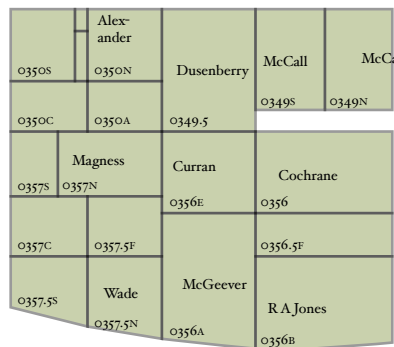 Alex-
ander
0350S
0350N
Dusenberry
McCall
McCa
0349S
0349N
0350C
0350A
0349.5
Magness
0357S
0357N
Curran
0356E
Cochrane
0356
0357C
0357.5F
0356.5F
0357.5S
Wade
0357.5N
McGeever
0356A
R A Jones
0356B